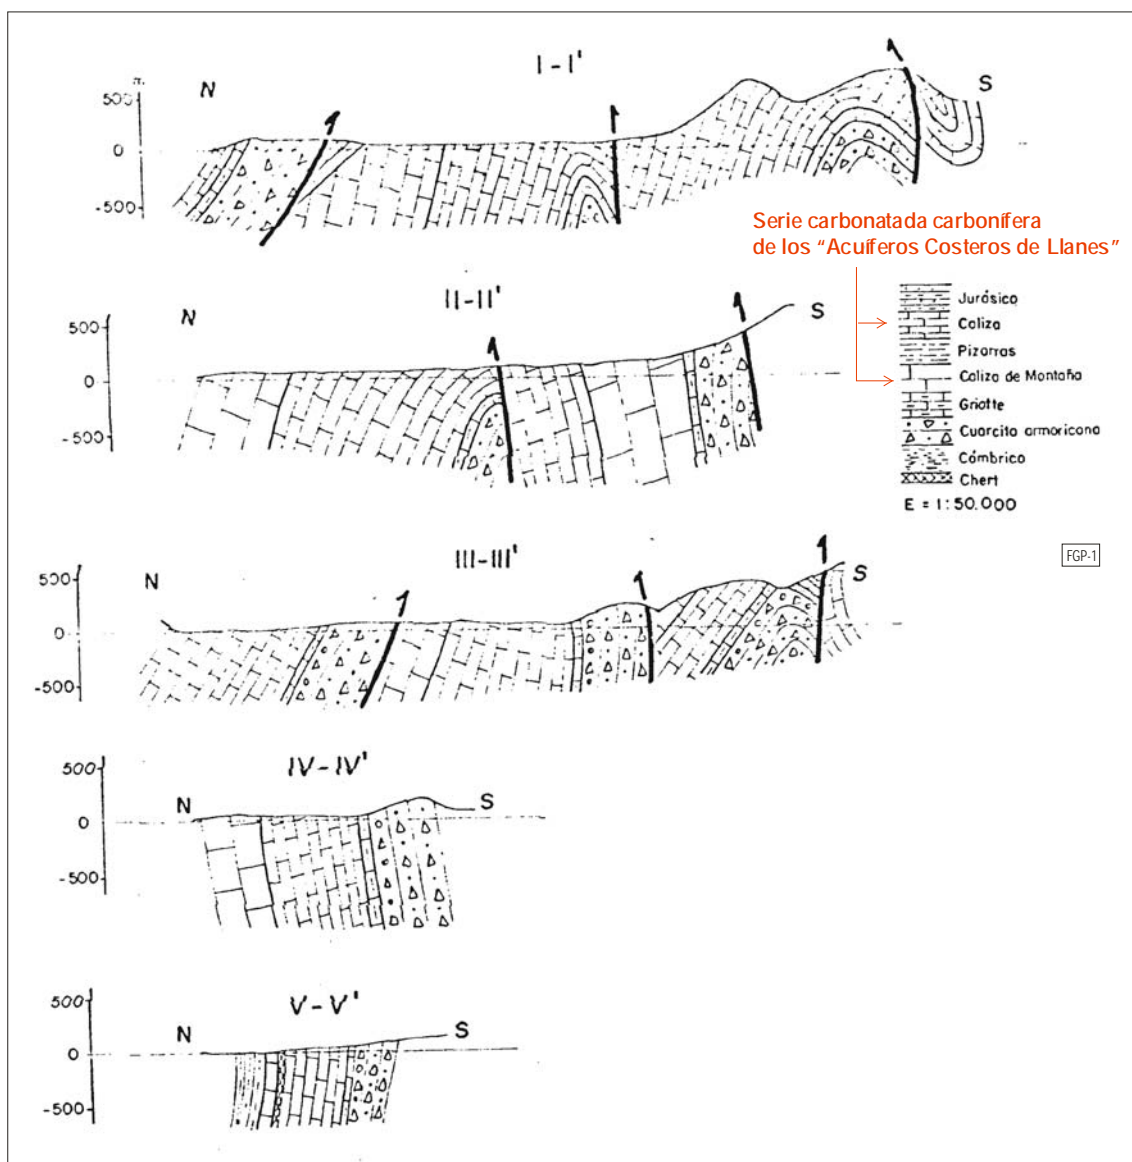 I-I'
m.
N
S
500
0
-500
Serie carbonatada carbonífera
de los "Acuíferos Costeros de Llanes"
II-II'
N
S
500
0
-500
Jurásico
Caliza
Pizarras
Caliza de Montaña
Griotte
Cuarcita armoricana
Cámbrico
Chert
E = 1:50.000
FGP-1
III-III'
N
S
500
0
-500
IV-IV'
N
S
500
0
-500
V-V'
N
S
500
0
-500